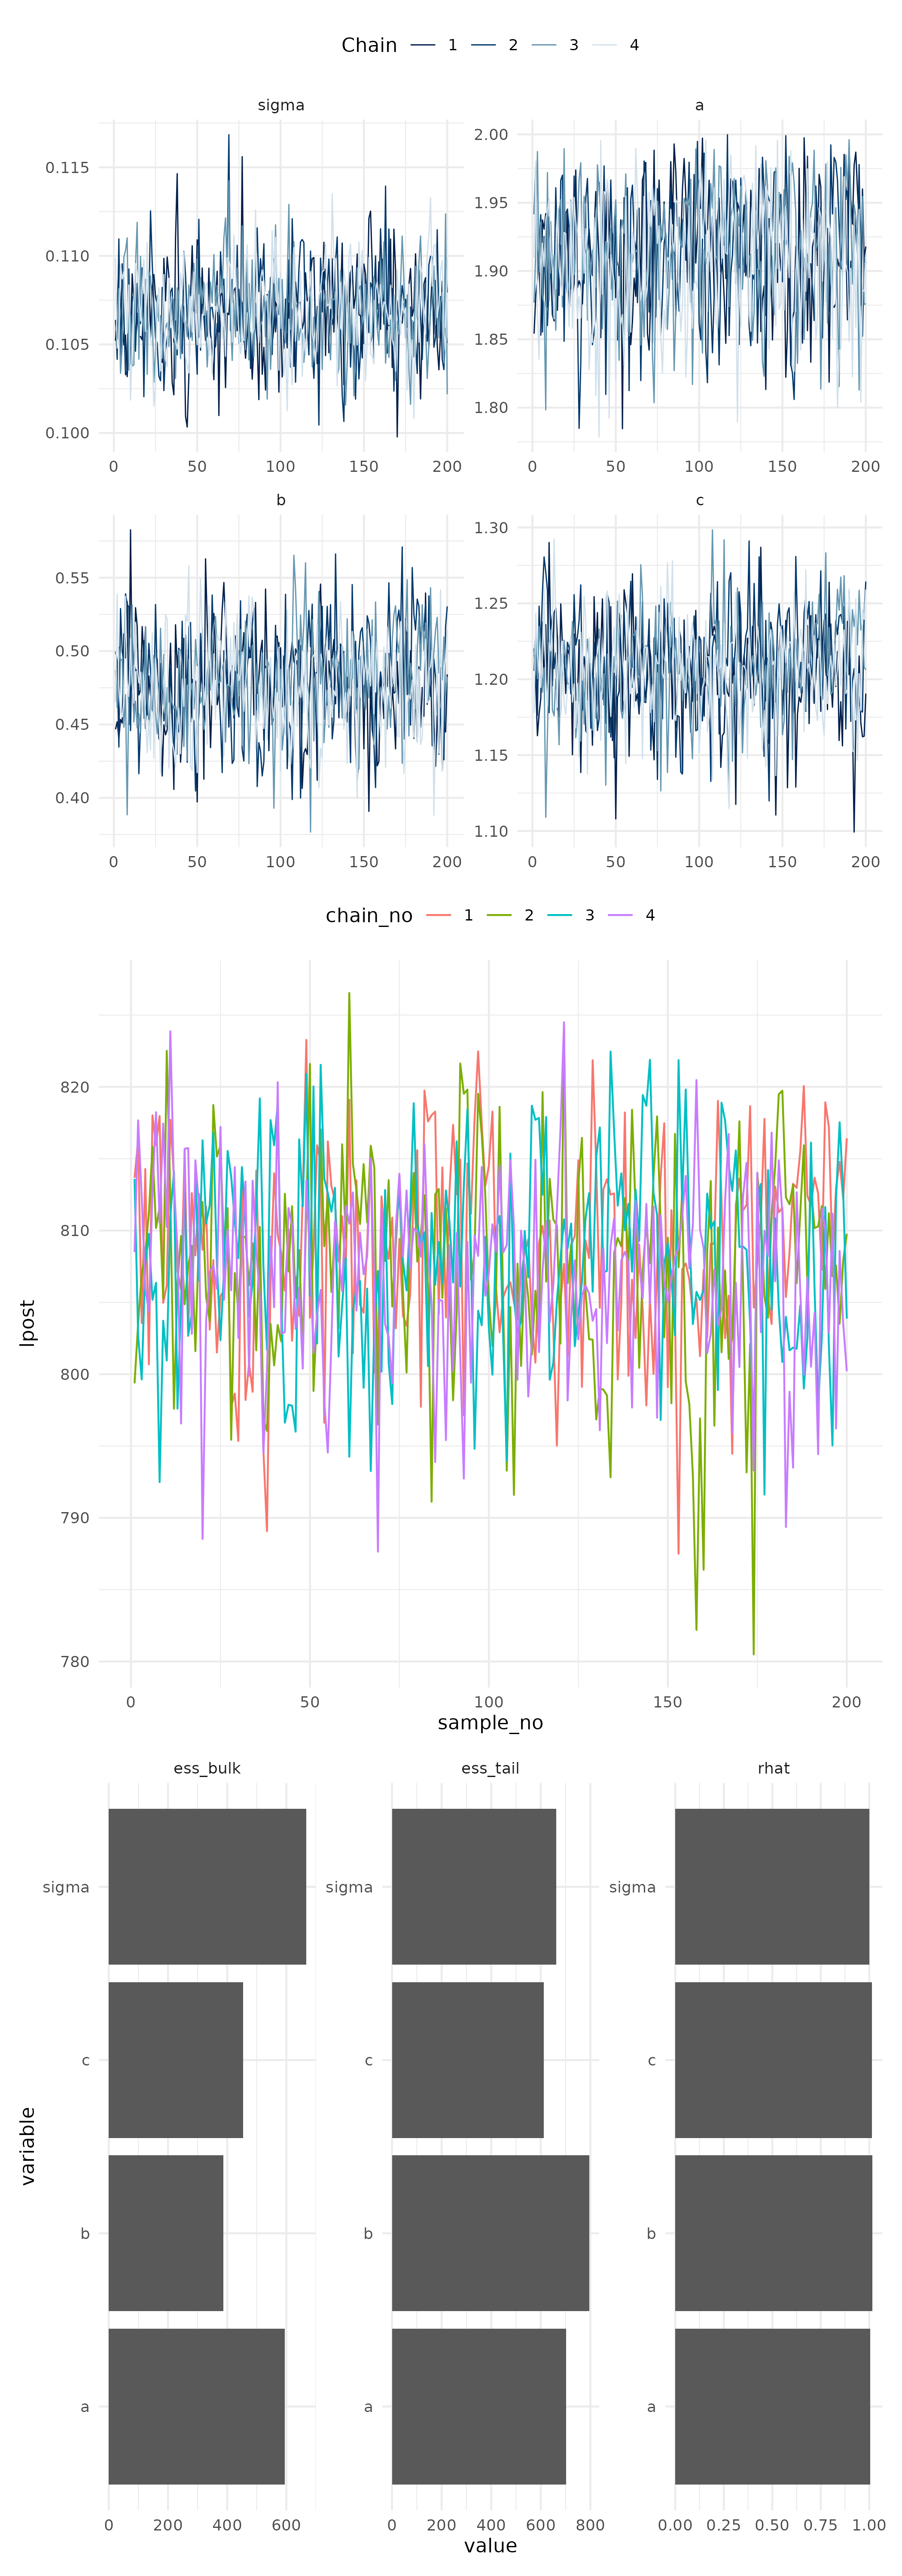 Chain 1 2 3 4
sigma
0.115
0.110
0.105
0.100
0 50 100 150 200
a
2.00
1.95
1.90
1.85
1.80
0 50 100 150 200
b
0.55
0.50
0.45
0.40
0 50 100 150 200
c
1.30
1.25
1.20
1.15
1.10
0 50 100 150 200
chain_no 1 2 3 4
lpost
820
810
800
790
780
0 50 100 150 200
sample_no
variable
ess_bulk
sigma
c
b
a
0 200 400 600
ess_tail
sigma
c
b
a
0 200 400 600 800
rhat
sigma
c
b
a
0.00 0.25 0.50 0.75 1.00
value